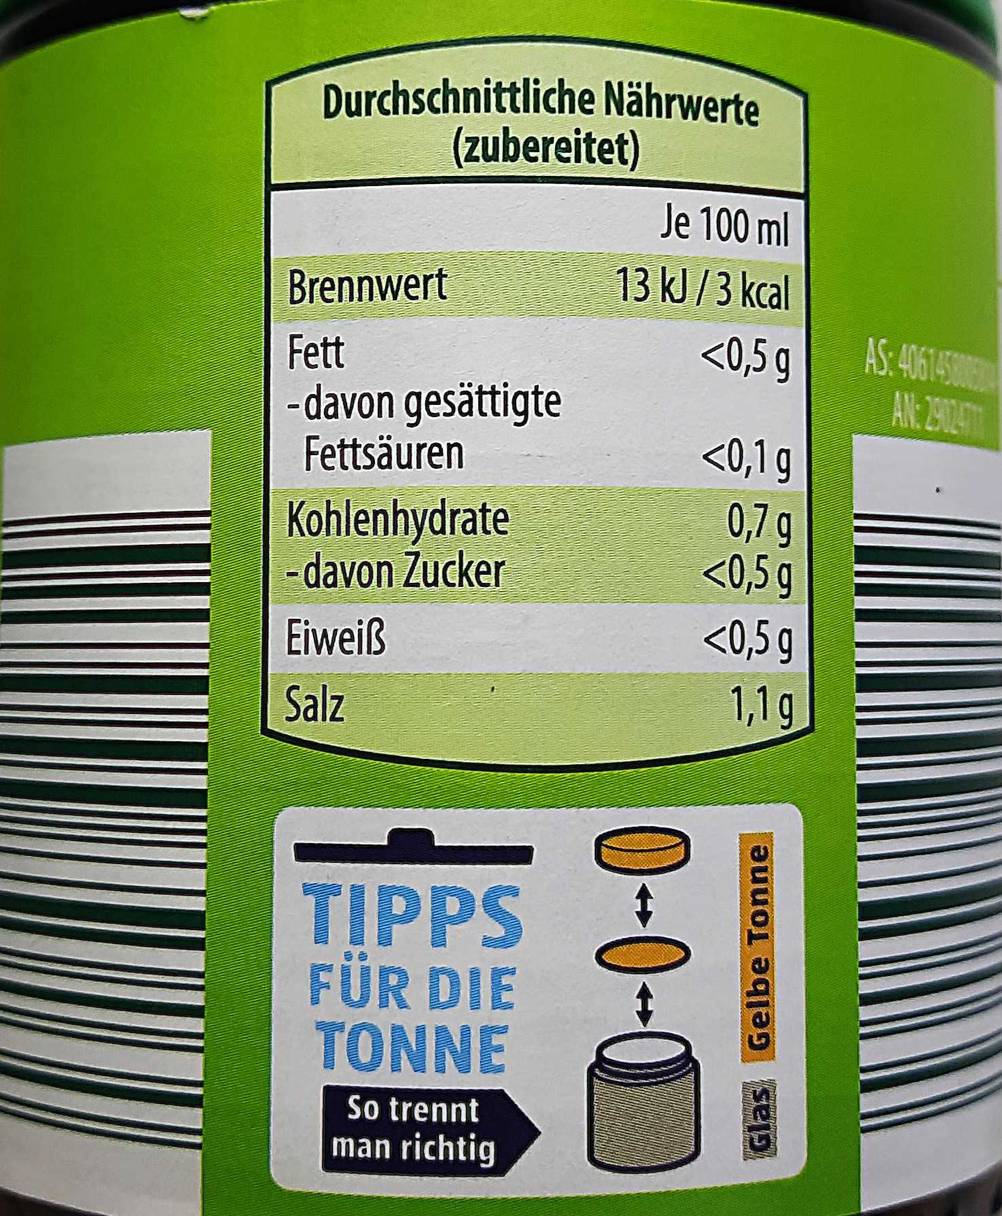 Durchschnittliche Nährwerte
(zubereitet)
Je 100 ml
Brennwert 13 kJ / 3 kcal
Fett <0,5 g
-davon gesättigte
Fettsäuren <0,1 g
Kohlenhydrate 0,7 g
-davon Zucker <0,5 g
Eiweiß <0,5 g
Salz 1,1 g
AS:
AN:
TIPPS
FÜR DIE
TONNE
So trennt
man richtig
Gelbe Tonne
Glas